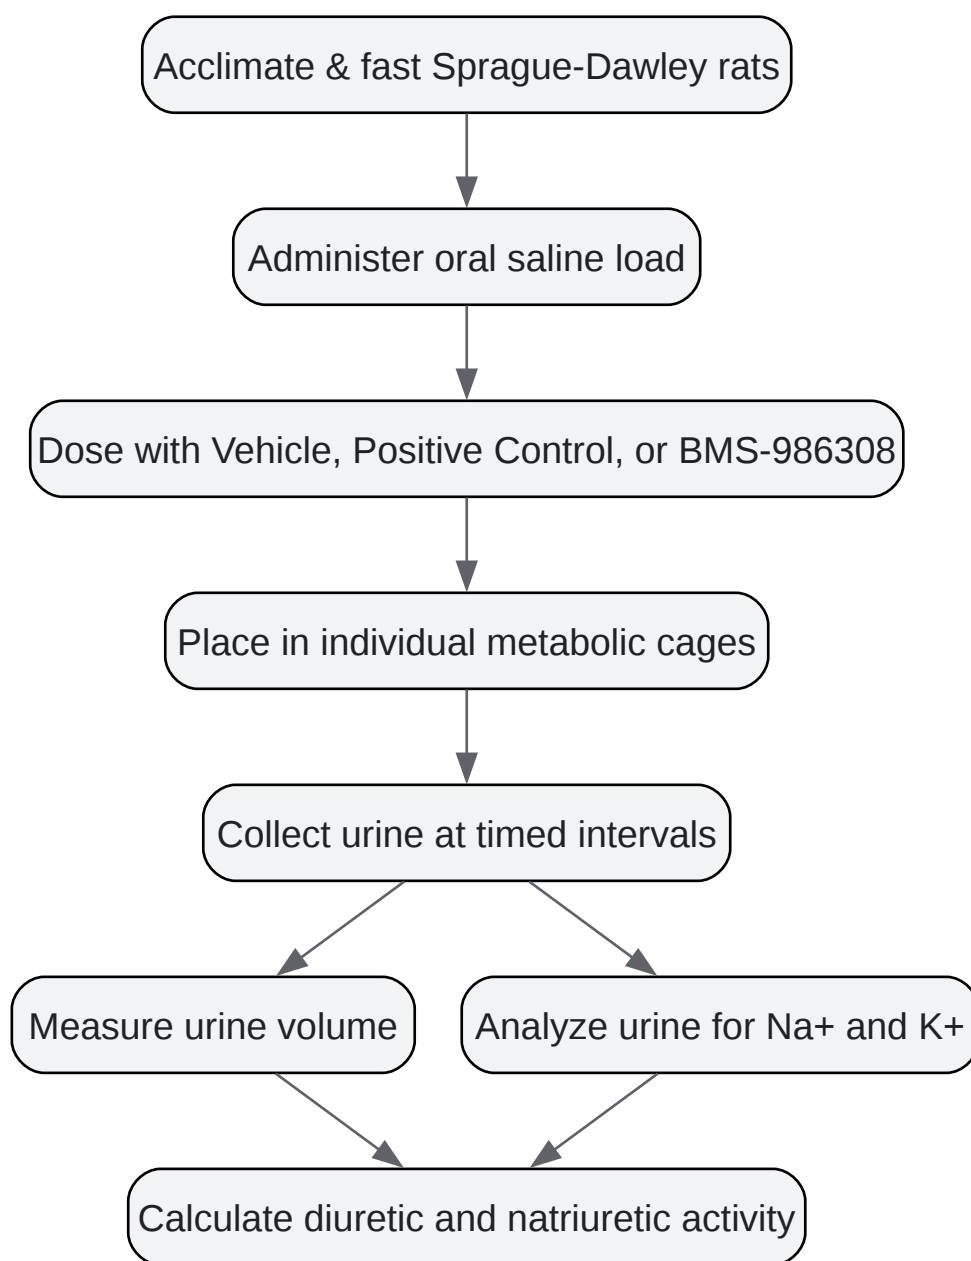 Acclimate & fast Sprague-Dawley rats
Administer oral saline load
Dose with Vehicle, Positive Control, or BMS-986308
Place in individual metabolic cages
Collect urine at timed intervals
Measure urine volume
Analyze urine for Na+ and K+
Calculate diuretic and natriuretic activity